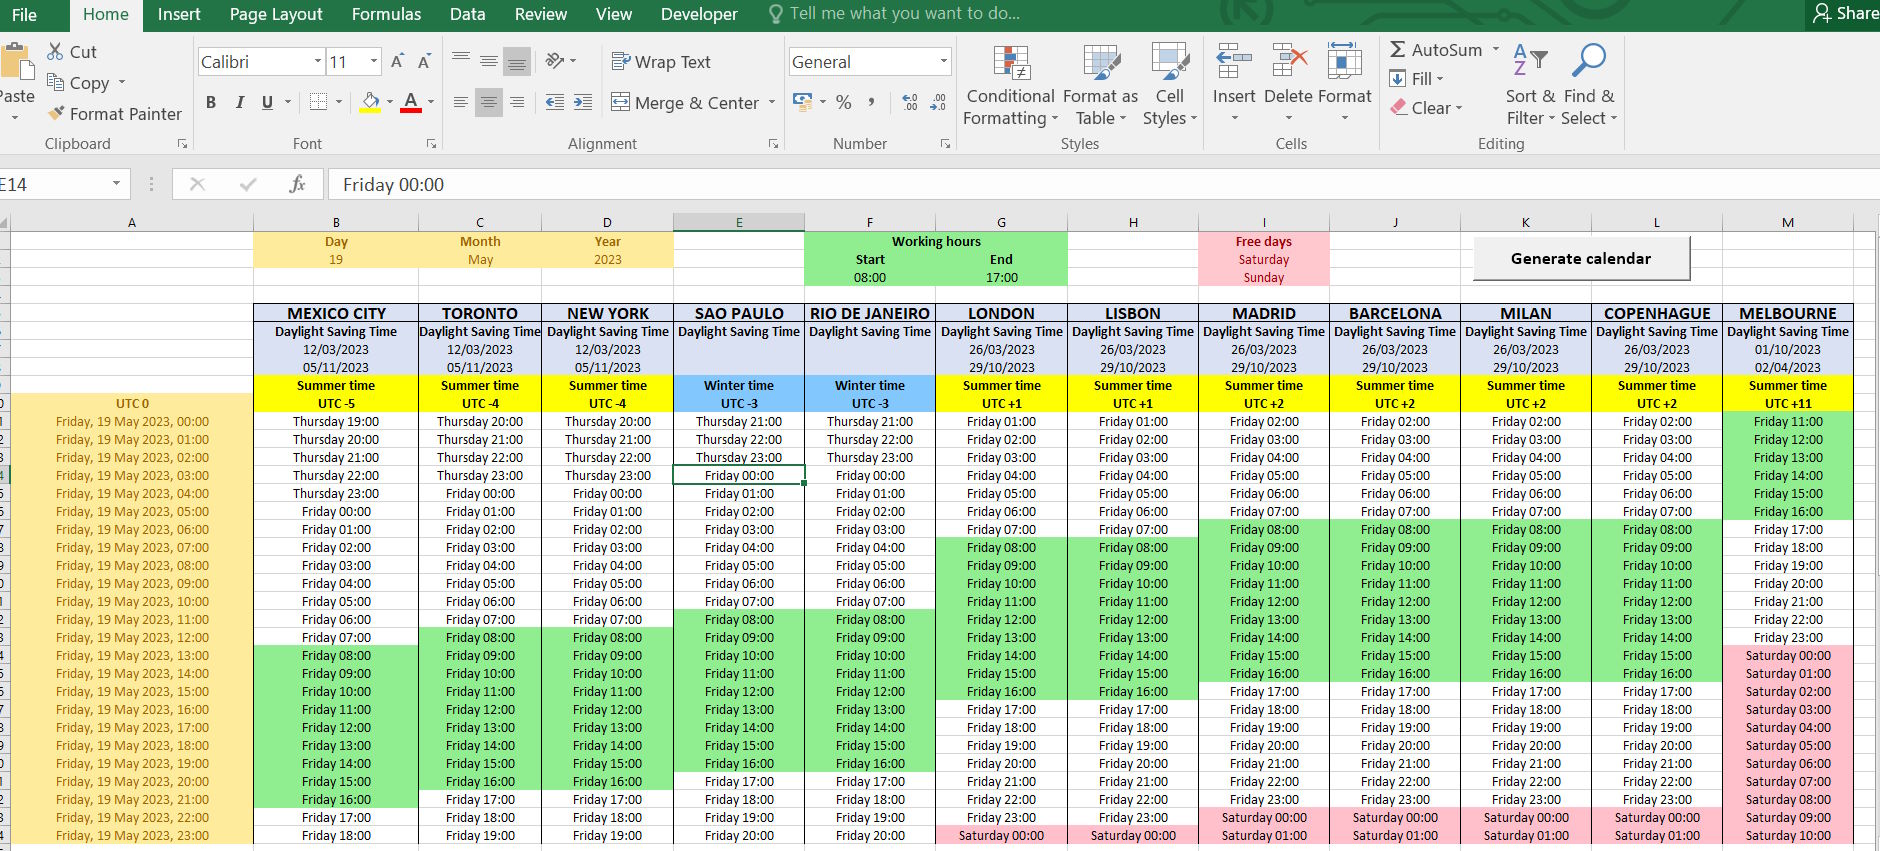 File Home Insert Page Layout Formulas Data Review View Developer Tell me what you want to do... Share
Cut
Copy
Format Painter
Clipboard
Calibri 11
B I U A
Font
Wrap Text
Merge & Center
Alignment
General
% ,
Number
Conditional Formatting Format as Table Cell Styles
Styles
Insert Delete Format
Cells
AutoSum
Fill
Clear
Sort & Filter Find & Select
Editing
fx Friday 00:00
A B C D E F G H I J K L M
Day Month Year Working hours Free days
19 May 2023 Start End Saturday
08:00 17:00 Sunday
Generate calendar
MEXICO CITY TORONTO NEW YORK SAO PAULO RIO DE JANEIRO LONDON LISBON MADRID BARCELONA MILAN COPENHAGUE MELBOURNE
Daylight Saving Time Daylight Saving Time Daylight Saving Time Daylight Saving Time Daylight Saving Time Daylight Saving Time Daylight Saving Time Daylight Saving Time Daylight Saving Time Daylight Saving Time Daylight Saving Time Daylight Saving Time
12/03/2023 12/03/2023 12/03/2023 26/03/2023 26/03/2023 26/03/2023 26/03/2023 26/03/2023 26/03/2023 01/10/2023
05/11/2023 05/11/2023 05/11/2023 29/10/2023 29/10/2023 29/10/2023 29/10/2023 29/10/2023 29/10/2023 02/04/2023
Summer time Summer time Summer time Winter time Winter time Summer time Summer time Summer time Summer time Summer time Summer time Summer time
UTC 0 UTC -5 UTC -4 UTC -4 UTC -3 UTC -3 UTC +1 UTC +1 UTC +2 UTC +2 UTC +2 UTC +2 UTC +11
Friday, 19 May 2023, 00:00 Thursday 19:00 Thursday 20:00 Thursday 20:00 Thursday 21:00 Thursday 21:00 Friday 01:00 Friday 01:00 Friday 02:00 Friday 02:00 Friday 02:00 Friday 02:00 Friday 11:00
Friday, 19 May 2023, 01:00 Thursday 20:00 Thursday 21:00 Thursday 21:00 Thursday 22:00 Thursday 22:00 Friday 02:00 Friday 02:00 Friday 03:00 Friday 03:00 Friday 03:00 Friday 03:00 Friday 12:00
Friday, 19 May 2023, 02:00 Thursday 21:00 Thursday 22:00 Thursday 22:00 Thursday 23:00 Thursday 23:00 Friday 03:00 Friday 03:00 Friday 04:00 Friday 04:00 Friday 04:00 Friday 04:00 Friday 13:00
Friday, 19 May 2023, 03:00 Thursday 22:00 Thursday 23:00 Thursday 23:00 Friday 00:00 Friday 00:00 Friday 04:00 Friday 04:00 Friday 05:00 Friday 05:00 Friday 05:00 Friday 05:00 Friday 14:00
Friday, 19 May 2023, 04:00 Thursday 23:00 Friday 00:00 Friday 00:00 Friday 01:00 Friday 01:00 Friday 05:00 Friday 05:00 Friday 06:00 Friday 06:00 Friday 06:00 Friday 06:00 Friday 15:00
Friday, 19 May 2023, 05:00 Friday 00:00 Friday 01:00 Friday 01:00 Friday 02:00 Friday 02:00 Friday 06:00 Friday 06:00 Friday 07:00 Friday 07:00 Friday 07:00 Friday 07:00 Friday 16:00
Friday, 19 May 2023, 06:00 Friday 01:00 Friday 02:00 Friday 02:00 Friday 03:00 Friday 03:00 Friday 07:00 Friday 07:00 Friday 08:00 Friday 08:00 Friday 08:00 Friday 08:00 Friday 17:00
Friday, 19 May 2023, 07:00 Friday 02:00 Friday 03:00 Friday 03:00 Friday 04:00 Friday 04:00 Friday 08:00 Friday 08:00 Friday 09:00 Friday 09:00 Friday 09:00 Friday 09:00 Friday 18:00
Friday, 19 May 2023, 08:00 Friday 03:00 Friday 04:00 Friday 04:00 Friday 05:00 Friday 05:00 Friday 09:00 Friday 09:00 Friday 10:00 Friday 10:00 Friday 10:00 Friday 10:00 Friday 19:00
Friday, 19 May 2023, 09:00 Friday 04:00 Friday 05:00 Friday 05:00 Friday 06:00 Friday 06:00 Friday 10:00 Friday 10:00 Friday 11:00 Friday 11:00 Friday 11:00 Friday 11:00 Friday 20:00
Friday, 19 May 2023, 10:00 Friday 05:00 Friday 06:00 Friday 06:00 Friday 07:00 Friday 07:00 Friday 11:00 Friday 11:00 Friday 12:00 Friday 12:00 Friday 12:00 Friday 12:00 Friday 21:00
Friday, 19 May 2023, 11:00 Friday 06:00 Friday 07:00 Friday 07:00 Friday 08:00 Friday 08:00 Friday 12:00 Friday 12:00 Friday 13:00 Friday 13:00 Friday 13:00 Friday 13:00 Friday 22:00
Friday, 19 May 2023, 12:00 Friday 07:00 Friday 08:00 Friday 08:00 Friday 09:00 Friday 09:00 Friday 13:00 Friday 13:00 Friday 14:00 Friday 14:00 Friday 14:00 Friday 14:00 Friday 23:00
Friday, 19 May 2023, 13:00 Friday 08:00 Friday 09:00 Friday 09:00 Friday 10:00 Friday 10:00 Friday 14:00 Friday 14:00 Friday 15:00 Friday 15:00 Friday 15:00 Friday 15:00 Saturday 00:00
Friday, 19 May 2023, 14:00 Friday 09:00 Friday 10:00 Friday 10:00 Friday 11:00 Friday 11:00 Friday 15:00 Friday 15:00 Friday 16:00 Friday 16:00 Friday 16:00 Friday 16:00 Saturday 01:00
Friday, 19 May 2023, 15:00 Friday 10:00 Friday 11:00 Friday 11:00 Friday 12:00 Friday 12:00 Friday 16:00 Friday 16:00 Friday 17:00 Friday 17:00 Friday 17:00 Friday 17:00 Saturday 02:00
Friday, 19 May 2023, 16:00 Friday 11:00 Friday 12:00 Friday 12:00 Friday 13:00 Friday 13:00 Friday 17:00 Friday 17:00 Friday 18:00 Friday 18:00 Friday 18:00 Friday 18:00 Saturday 03:00
Friday, 19 May 2023, 17:00 Friday 12:00 Friday 13:00 Friday 13:00 Friday 14:00 Friday 14:00 Friday 18:00 Friday 18:00 Friday 19:00 Friday 19:00 Friday 19:00 Friday 19:00 Saturday 04:00
Friday, 19 May 2023, 18:00 Friday 13:00 Friday 14:00 Friday 14:00 Friday 15:00 Friday 15:00 Friday 19:00 Friday 19:00 Friday 20:00 Friday 20:00 Friday 20:00 Friday 20:00 Saturday 05:00
Friday, 19 May 2023, 19:00 Friday 14:00 Friday 15:00 Friday 15:00 Friday 16:00 Friday 16:00 Friday 20:00 Friday 20:00 Friday 21:00 Friday 21:00 Friday 21:00 Friday 21:00 Saturday 06:00
Friday, 19 May 2023, 20:00 Friday 15:00 Friday 16:00 Friday 16:00 Friday 17:00 Friday 17:00 Friday 21:00 Friday 21:00 Friday 22:00 Friday 22:00 Friday 22:00 Friday 22:00 Saturday 07:00
Friday, 19 May 2023, 21:00 Friday 16:00 Friday 17:00 Friday 17:00 Friday 18:00 Friday 18:00 Friday 22:00 Friday 22:00 Friday 23:00 Friday 23:00 Friday 23:00 Friday 23:00 Saturday 08:00
Friday, 19 May 2023, 22:00 Friday 17:00 Friday 18:00 Friday 18:00 Friday 19:00 Friday 19:00 Friday 23:00 Friday 23:00 Saturday 00:00 Saturday 00:00 Saturday 00:00 Saturday 00:00 Saturday 09:00
Friday, 19 May 2023, 23:00 Friday 18:00 Friday 19:00 Friday 19:00 Friday 20:00 Friday 20:00 Saturday 00:00 Saturday 00:00 Saturday 01:00 Saturday 01:00 Saturday 01:00 Saturday 01:00 Saturday 10:00